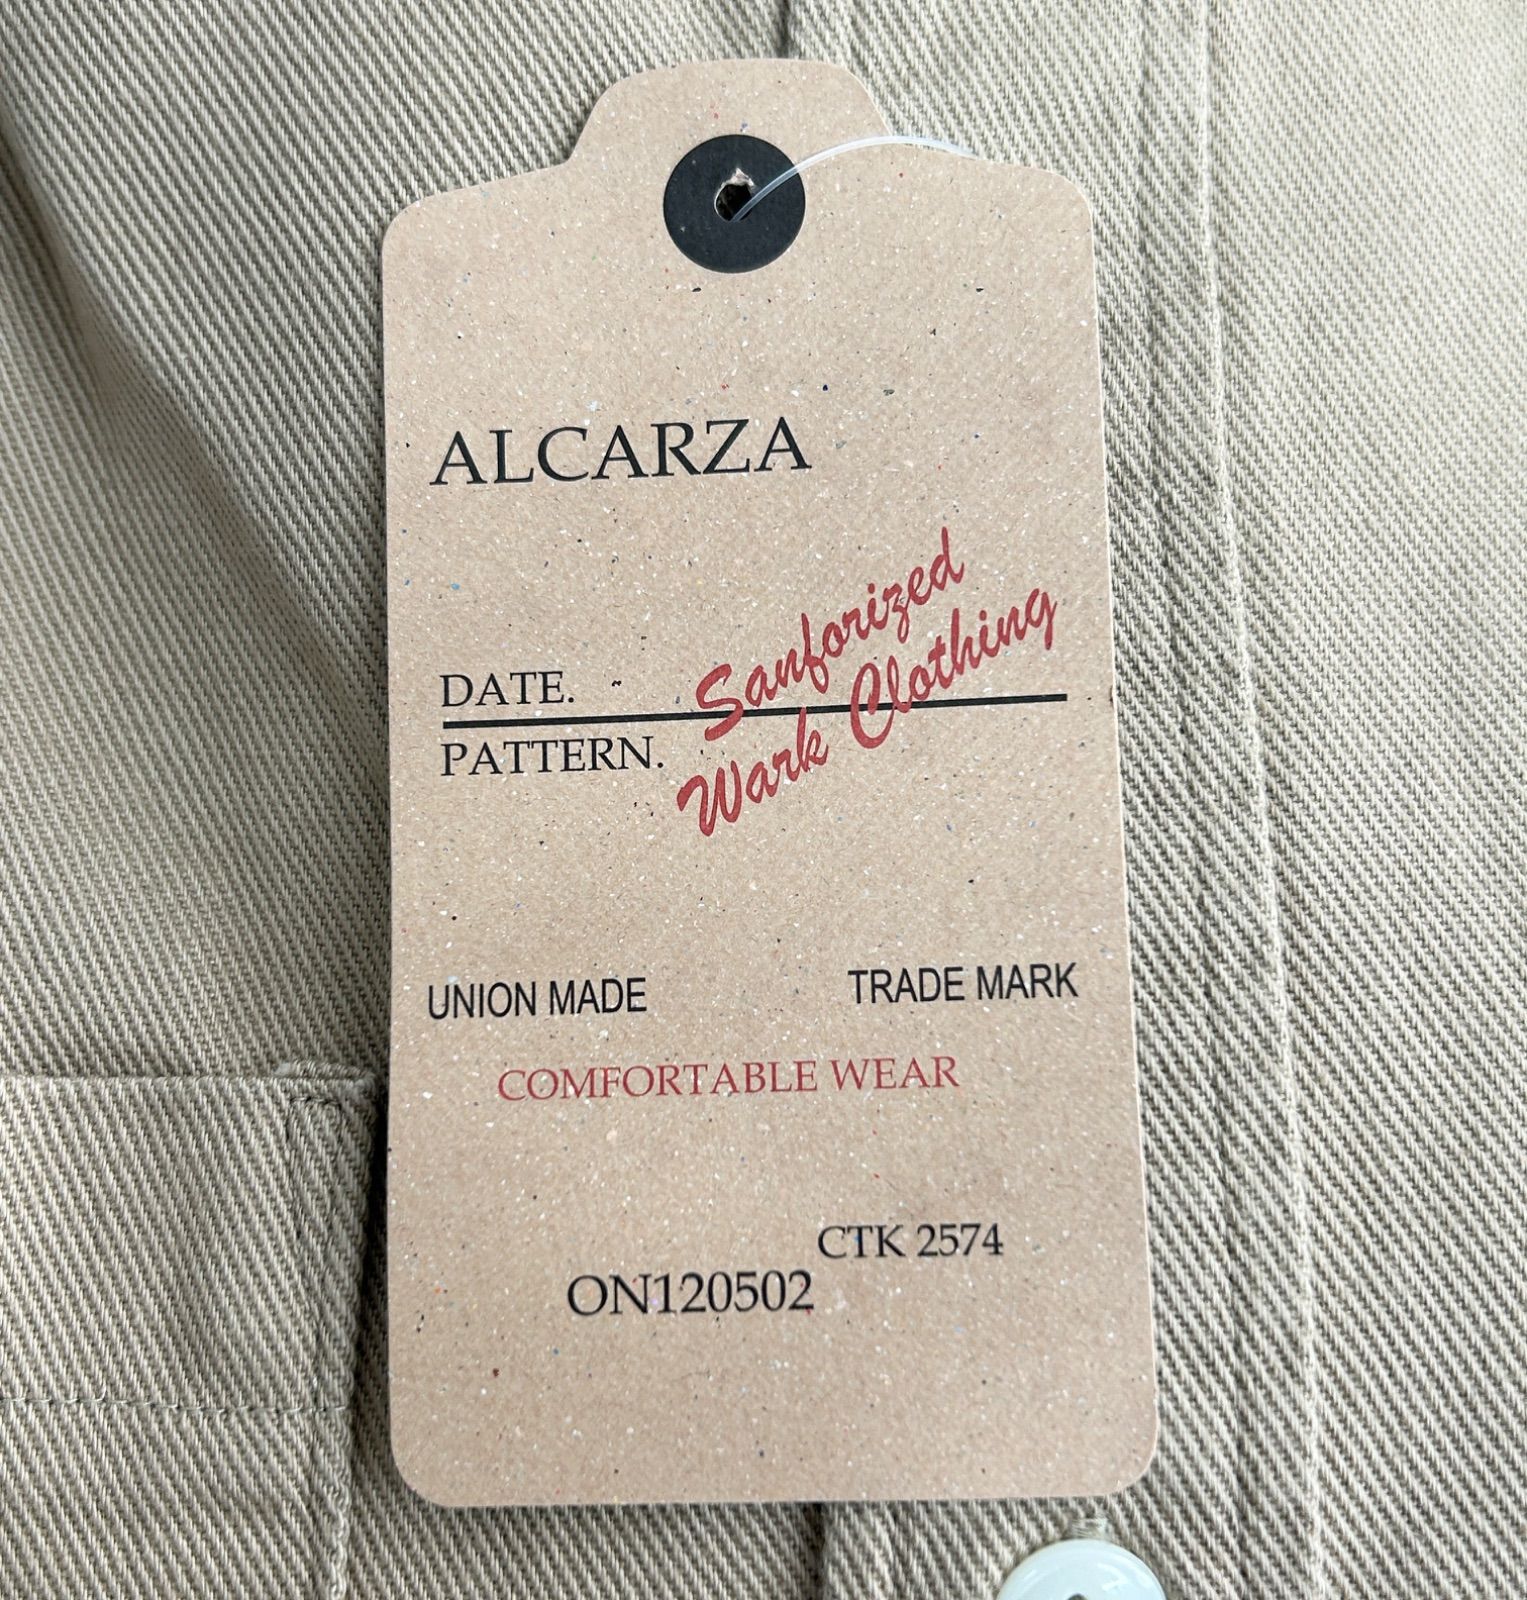 ALCARZA
Sanforized
Wark Clothing
DATE.
PATTERN.
UNION MADE
TRADE MARK
COMFORTABLE WEAR
CTK 2574
ON120502